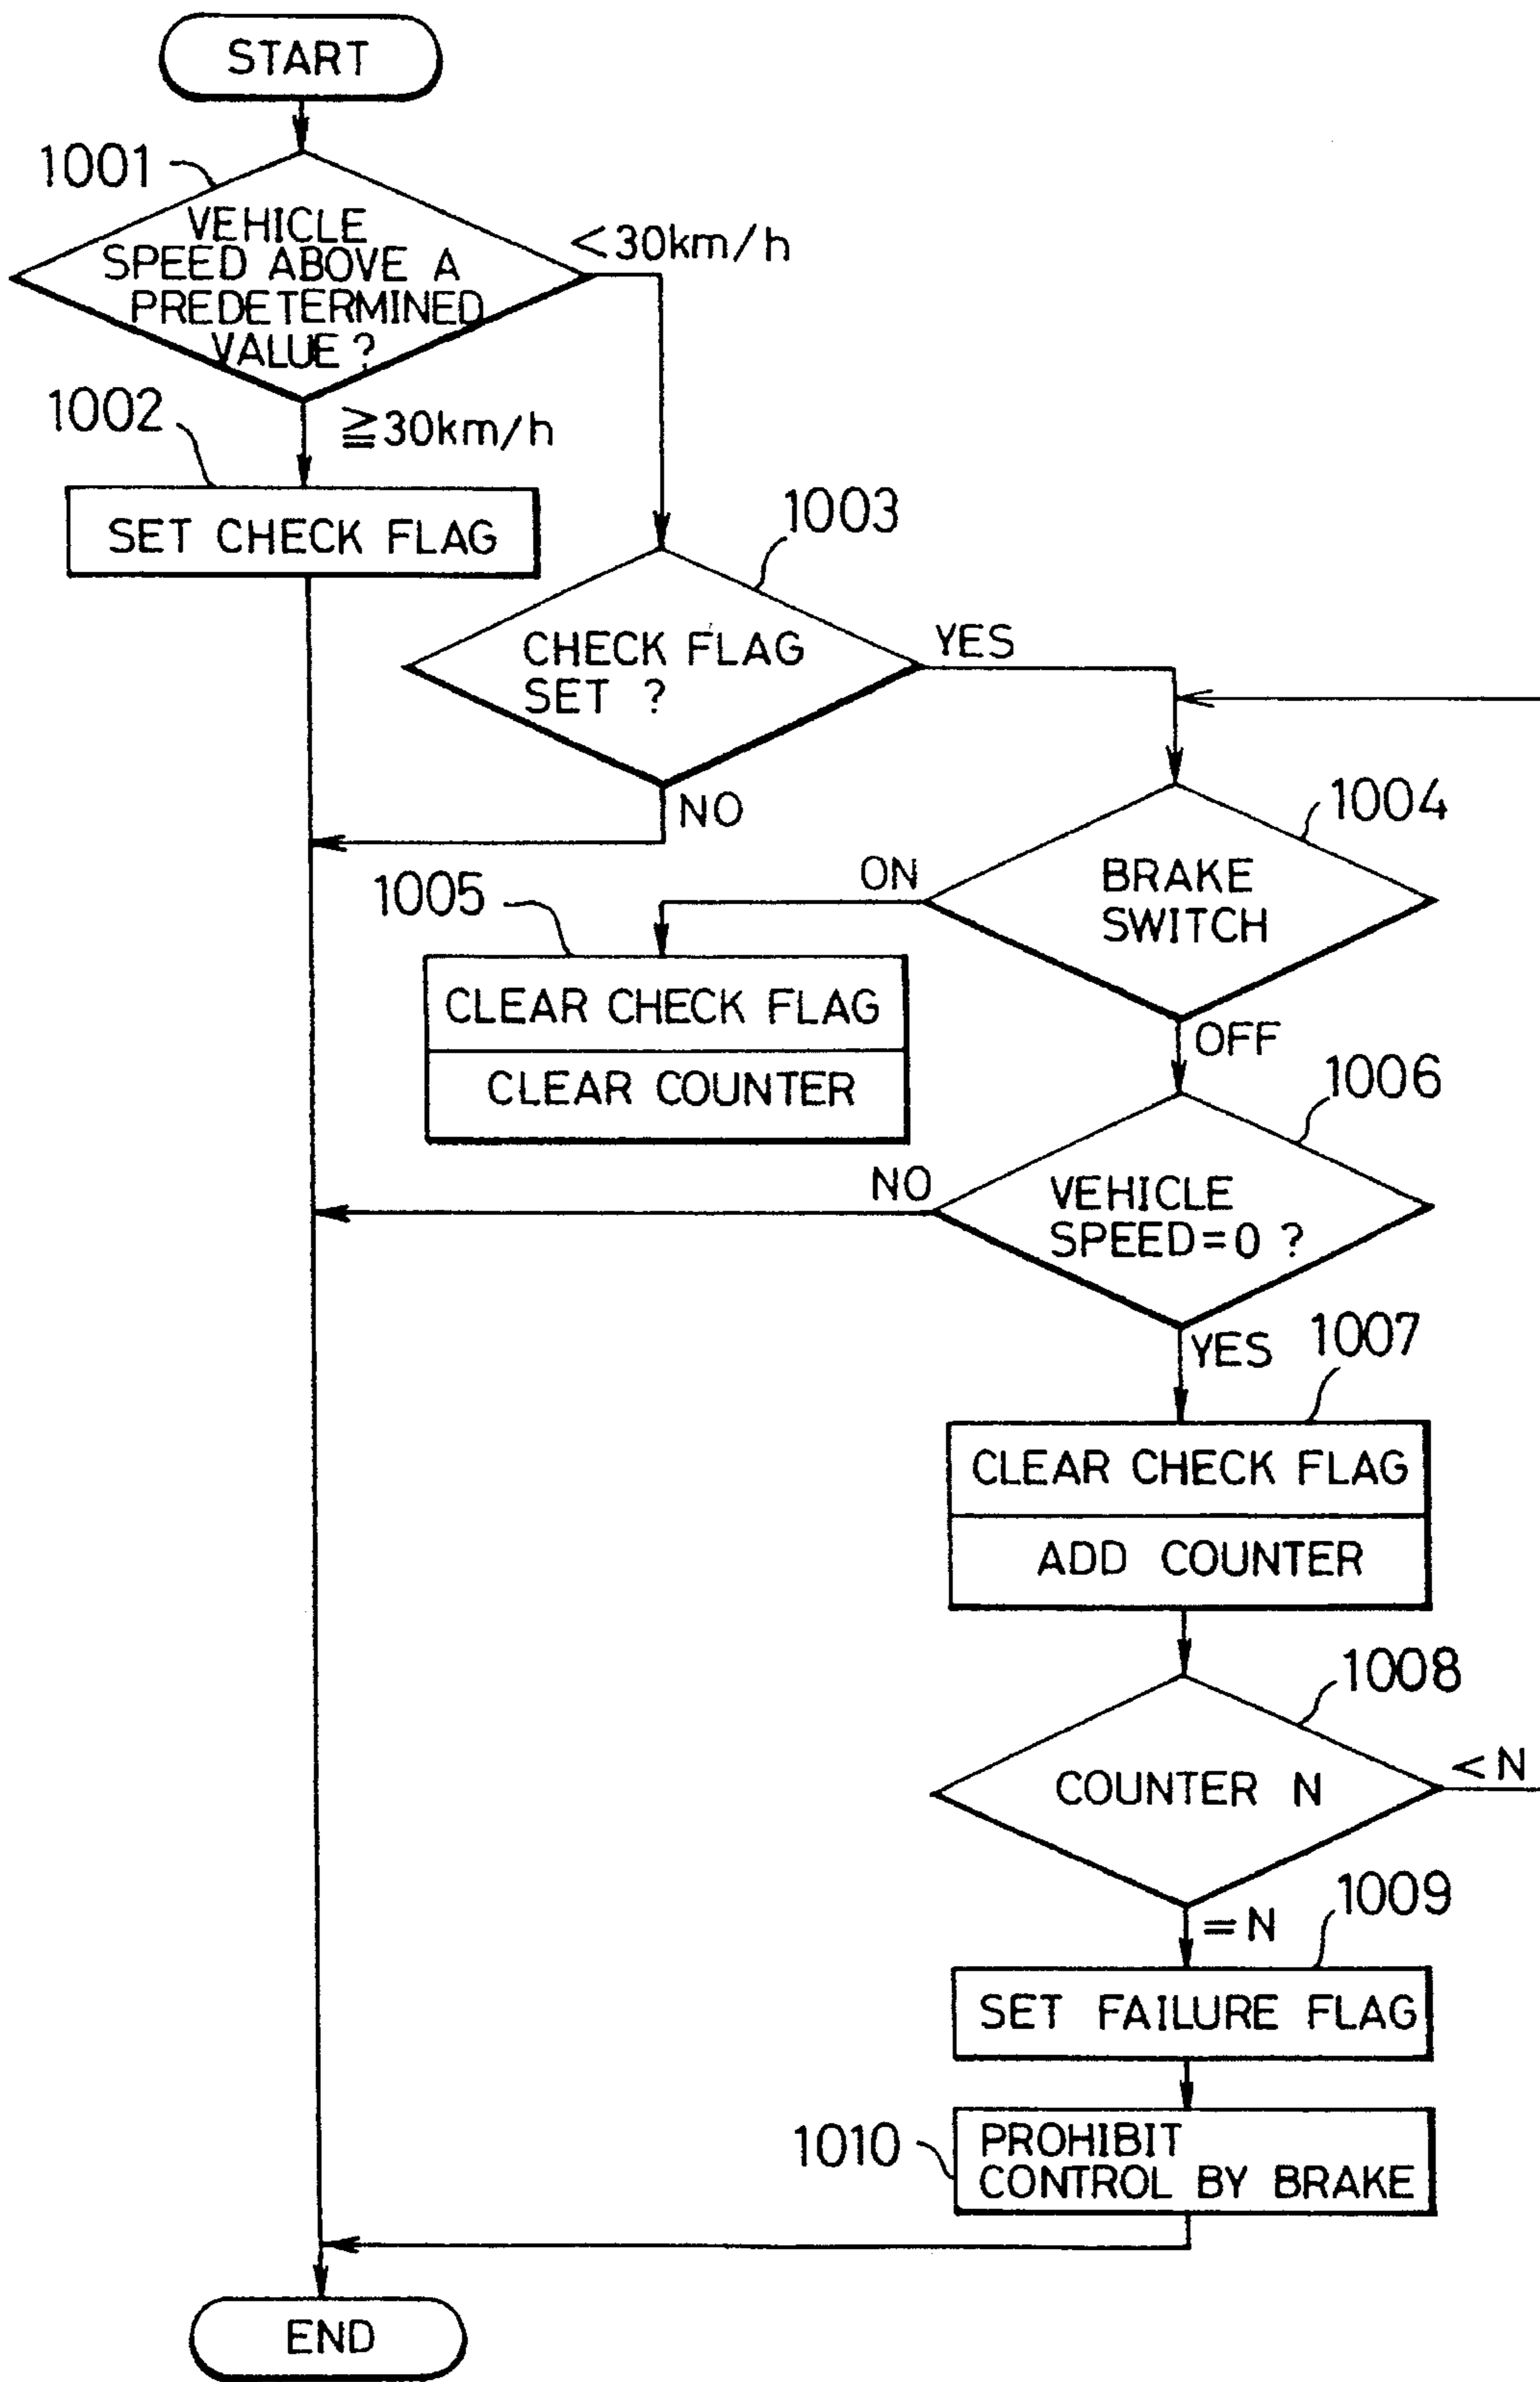 START
1001
VEHICLE
SPEED ABOVE A
PREDETERMINED
VALUE ?
<30km/h
1002
≧30km/h
SET CHECK FLAG
1003
CHECK FLAG
SET ?
YES
NO
1004
BRAKE
SWITCH
ON
1005
CLEAR CHECK FLAG
CLEAR COUNTER
OFF
1006
VEHICLE
SPEED=0 ?
NO
YES
1007
CLEAR CHECK FLAG
ADD COUNTER
1008
COUNTER N
<N
=N
1009
SET FAILURE FLAG
1010
PROHIBIT
CONTROL BY BRAKE
END